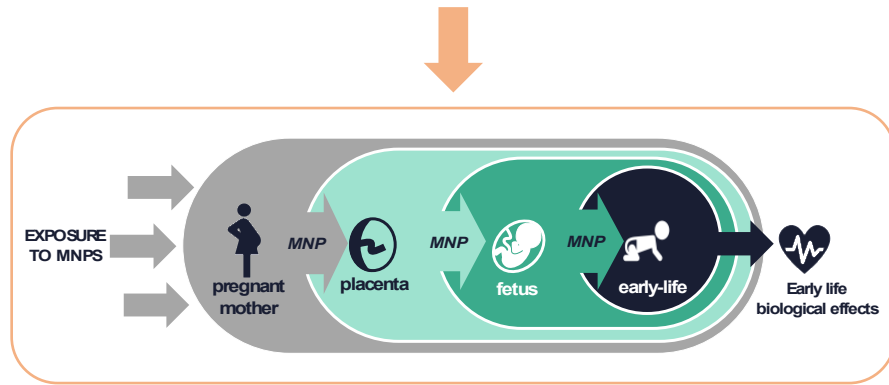 EXPOSURE
TO MNPS
pregnant
mother
MNP
placenta
MNP
fetus
MNP
early-life
Early life
biological effects